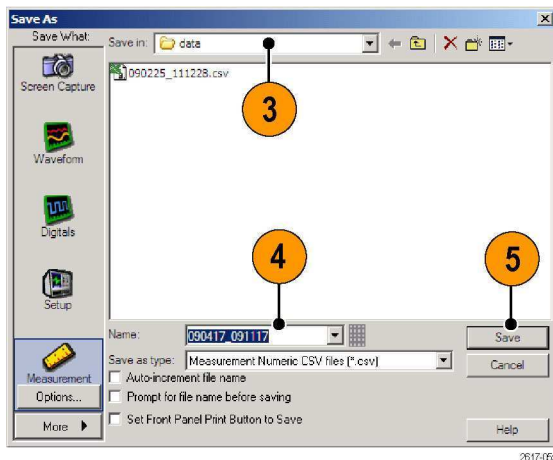 Save As
Save What:
Save in: data
090225_111228.csv
3
Screen Capture
Waveform
Digitals
Setup
4
5
Name: 090417_091117
Save
Save as type: Measurement Numeric CSV files (*.csv)
Cancel
Measurement
Auto-increment file name
Options...
Prompt for file name before saving
More
Set Front Panel Print Button to Save
Help
2617-05